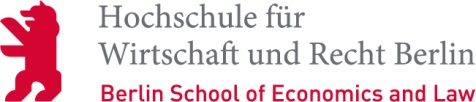 Hochschule für
Wirtschaft und Recht Berlin
Berlin School of Economics and Law